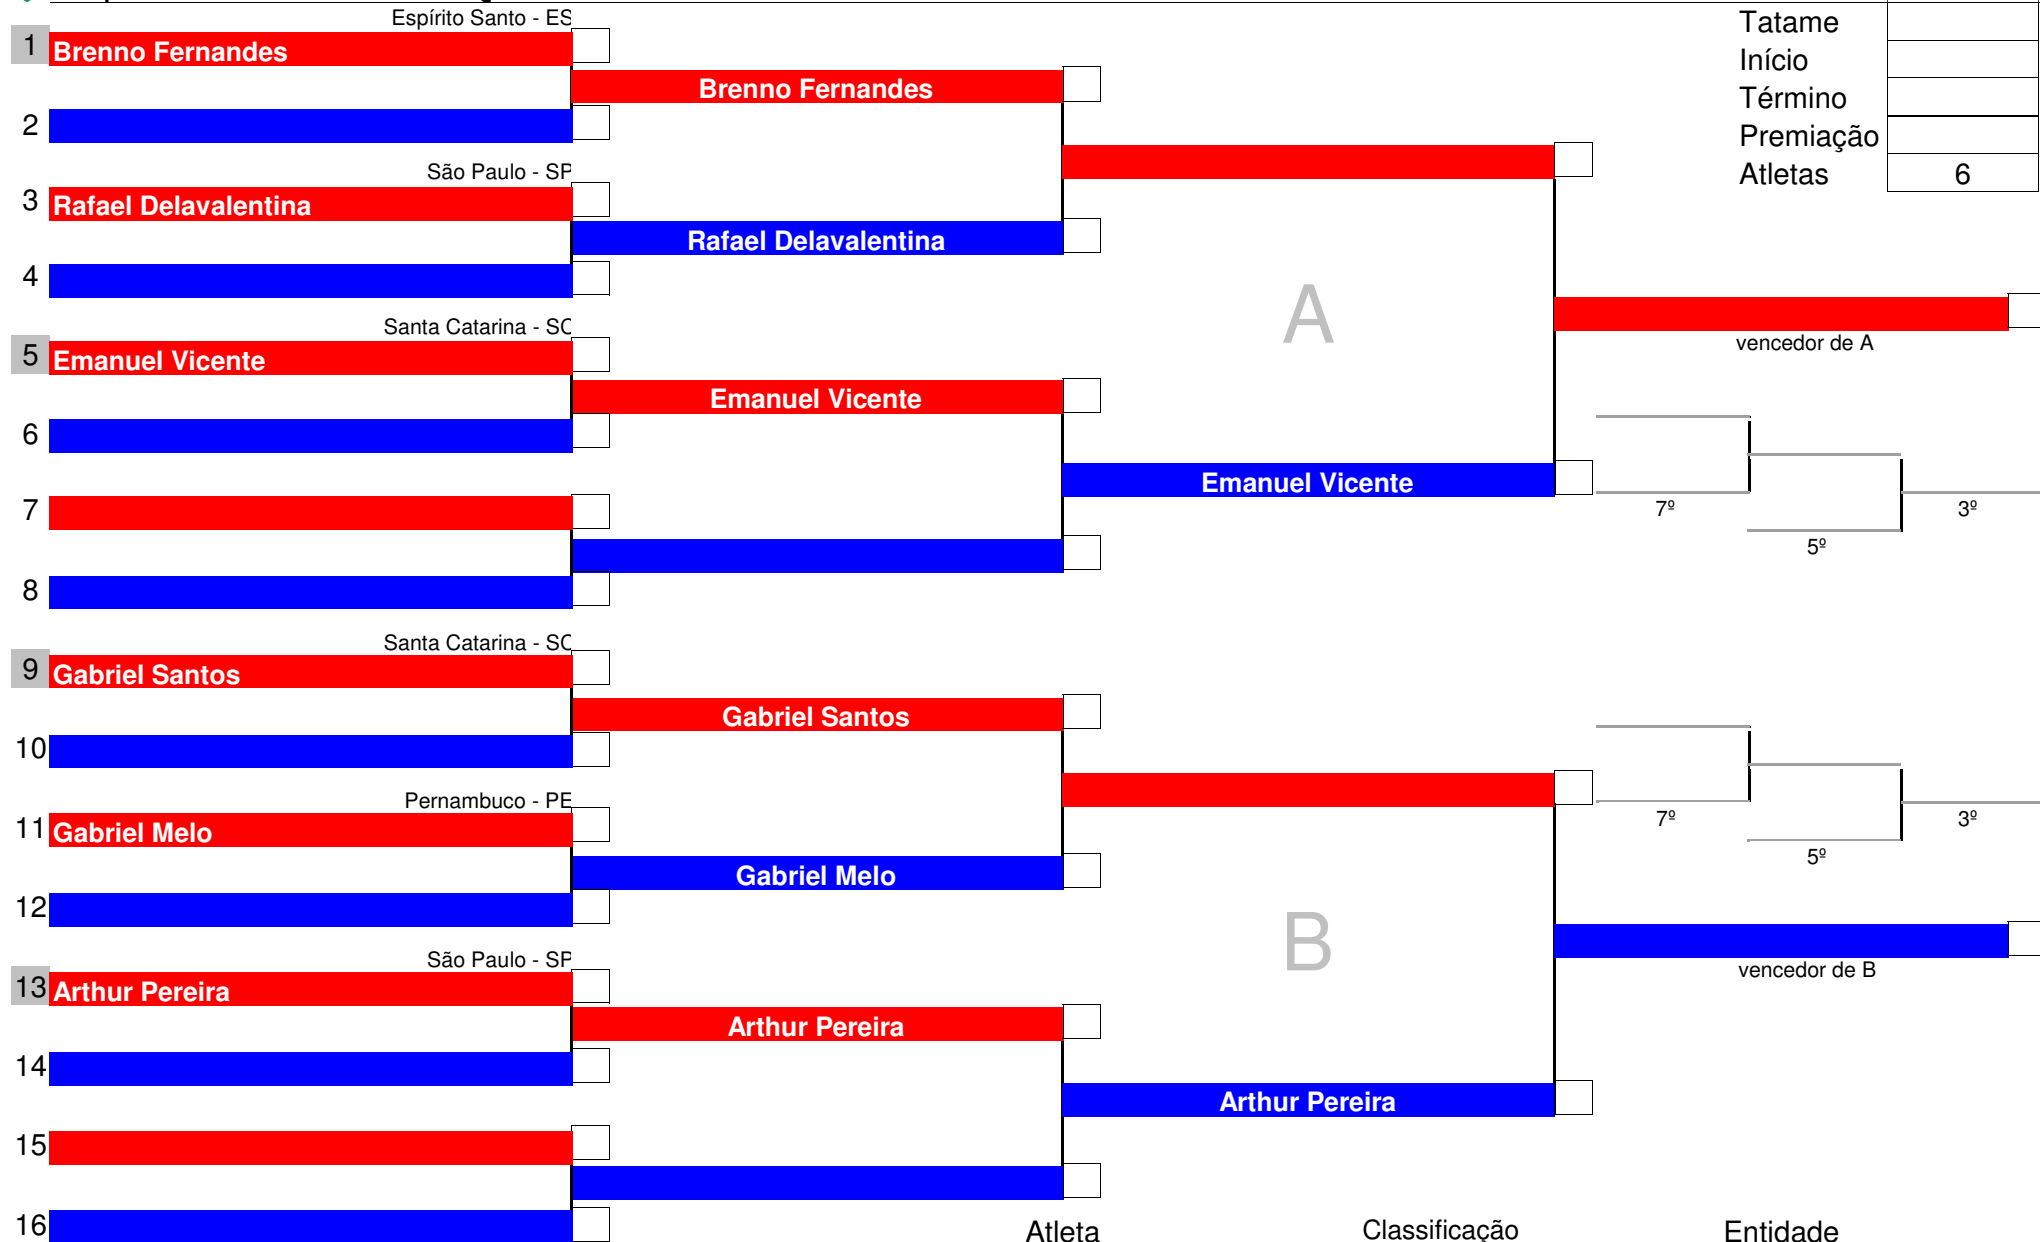 Espírito Santo - ES
1 Brenno Fernandes
Brenno Fernandes
2
São Paulo - SP
3 Rafael Delavalentina
Rafael Delavalentina
4
Santa Catarina - SC
5 Emanuel Vicente
Emanuel Vicente
6
Emanuel Vicente
7
8
A
Tatame
Início
Término
Premiação
Atletas 6
vencedor de A
7º
3º
5º
Santa Catarina - SC
9 Gabriel Santos
Gabriel Santos
10
Pernambuco - PE
11 Gabriel Melo
Gabriel Melo
12
São Paulo - SP
13 Arthur Pereira
Arthur Pereira
14
Arthur Pereira
15
16
B
7º
3º
5º
vencedor de B
Atleta Classificação Entidade